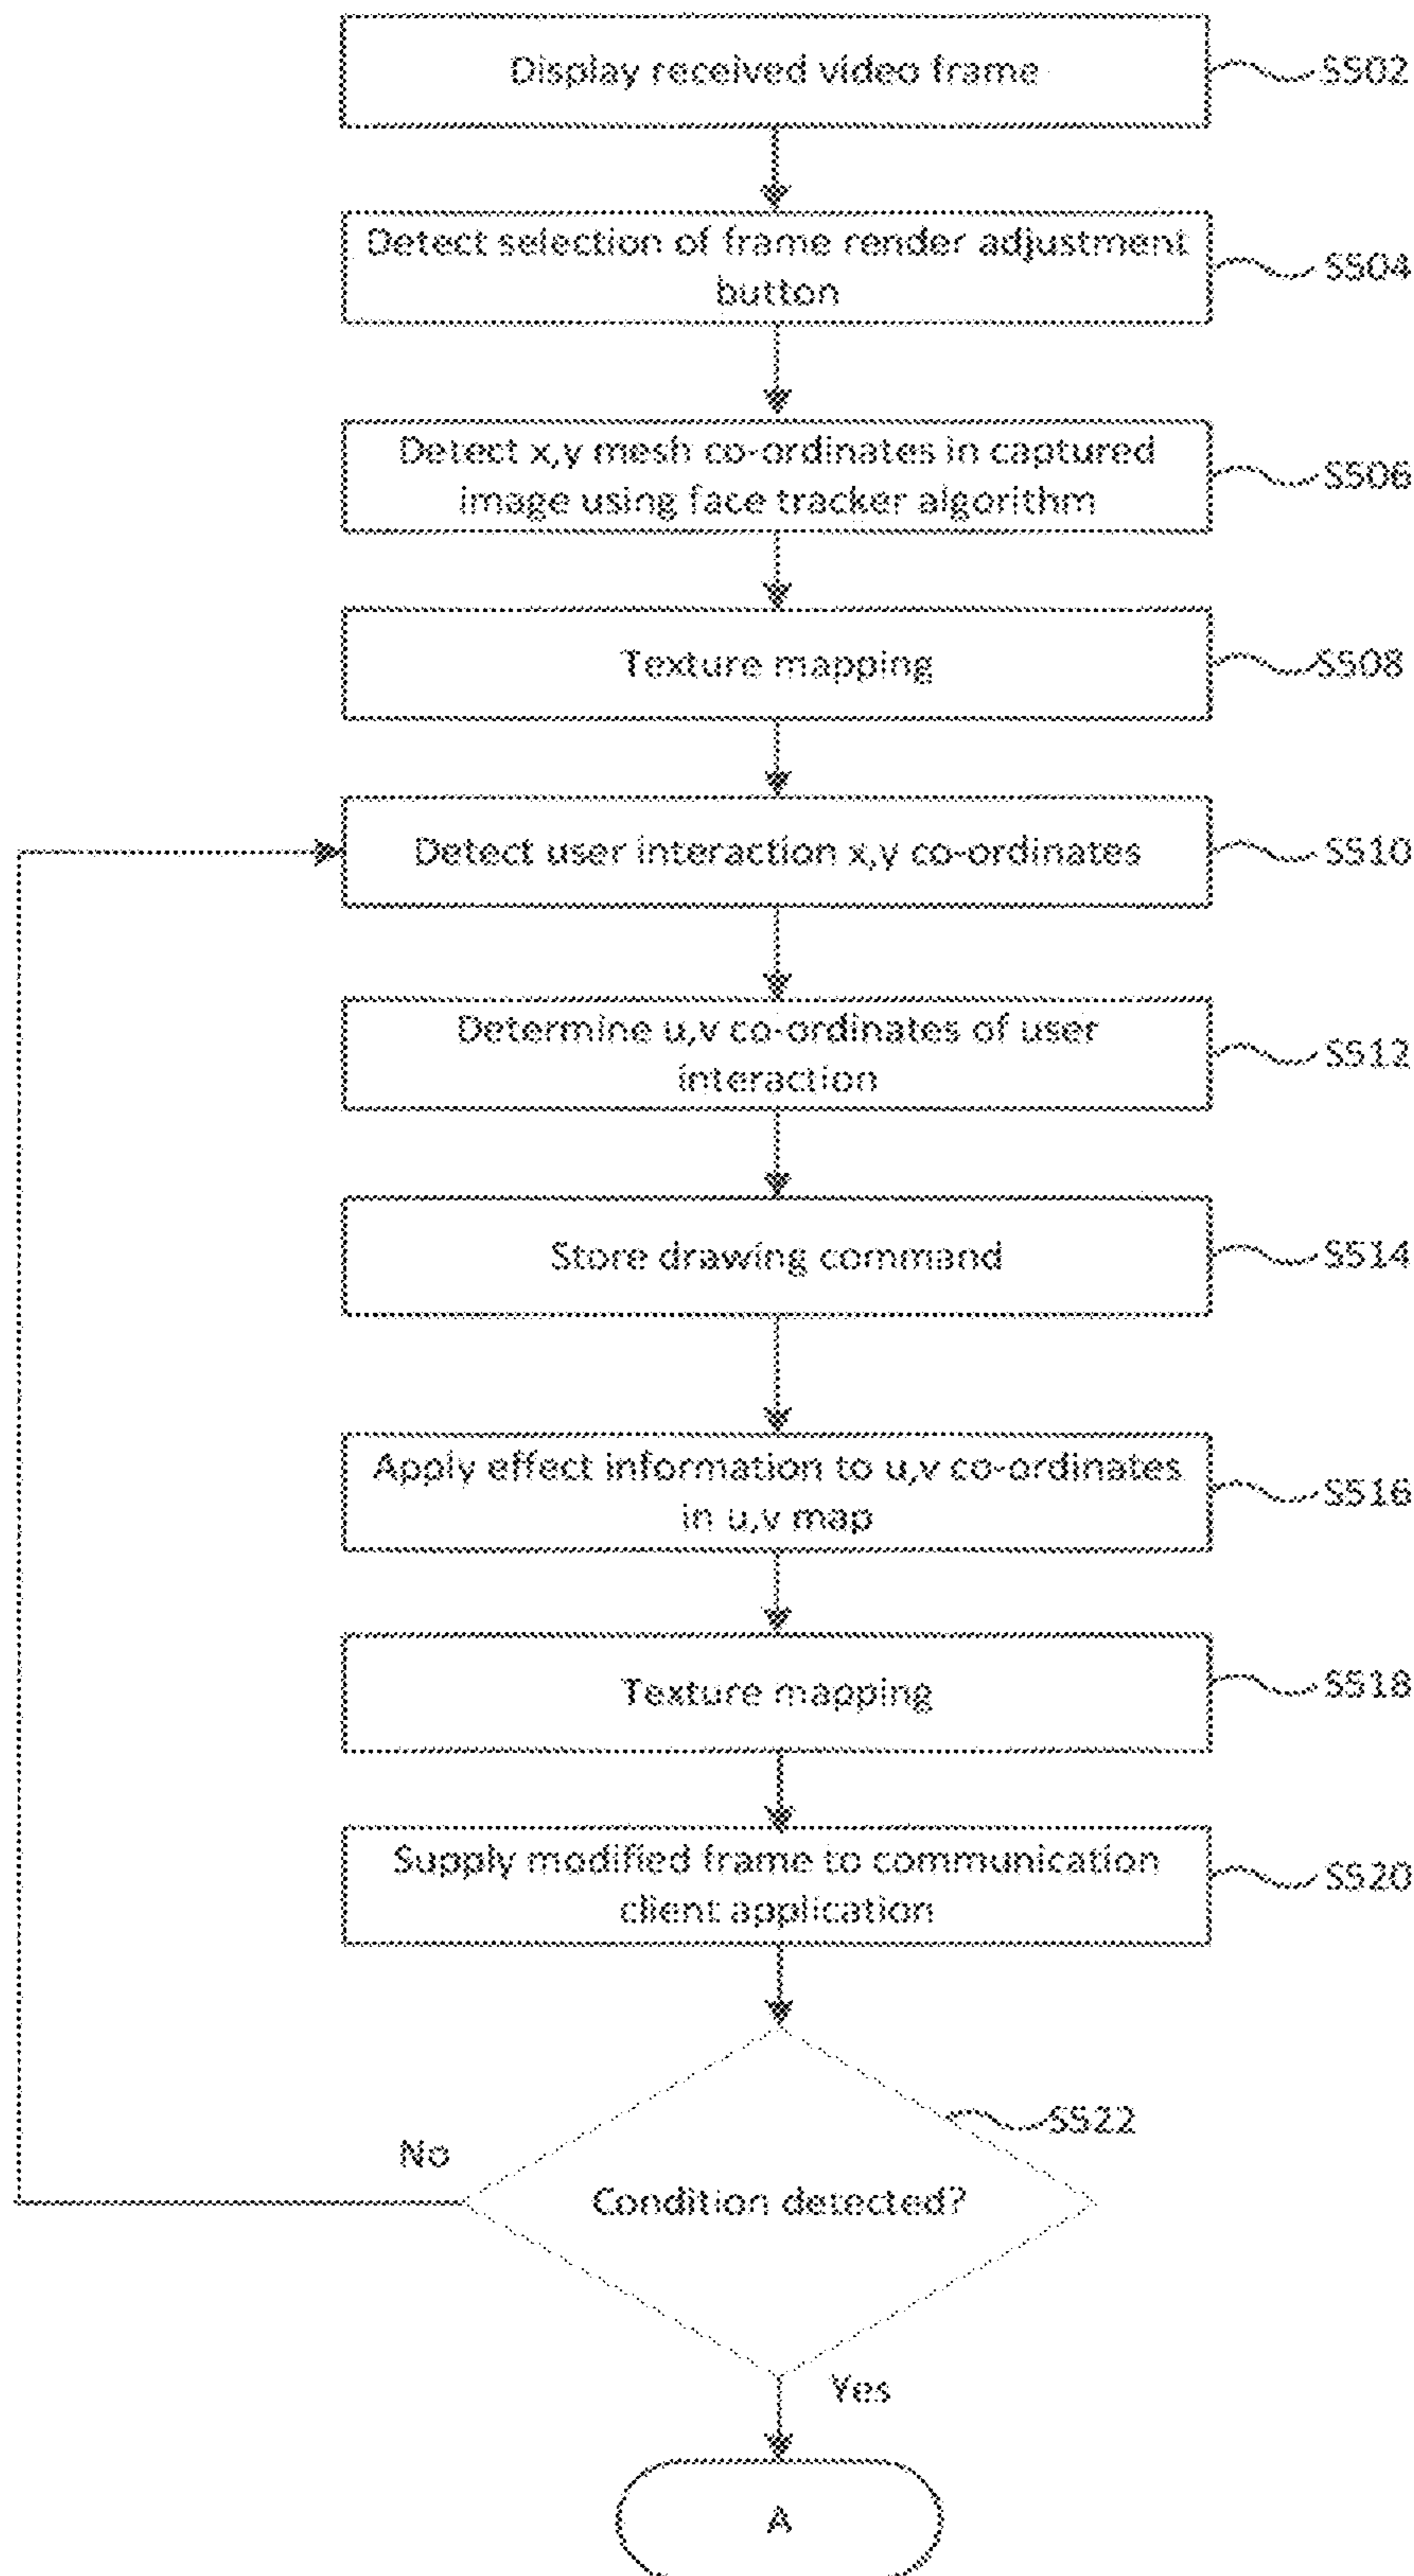 Display received video frame
S502
Detect selection of frame render adjustment
button
S504
Detect x,y mesh co-ordinates in captured
image using face tracker algorithm
S506
Texture mapping
S508
Detect user interaction x,y co-ordinates
S510
Determine u,v co-ordinates of user
interaction
S512
Store drawing command
S514
Apply effect information to u,v co-ordinates
in u,v map
S516
Texture mapping
S518
Supply modified frame to communication
client application
S520
S522
No
Condition detected?
Yes
A